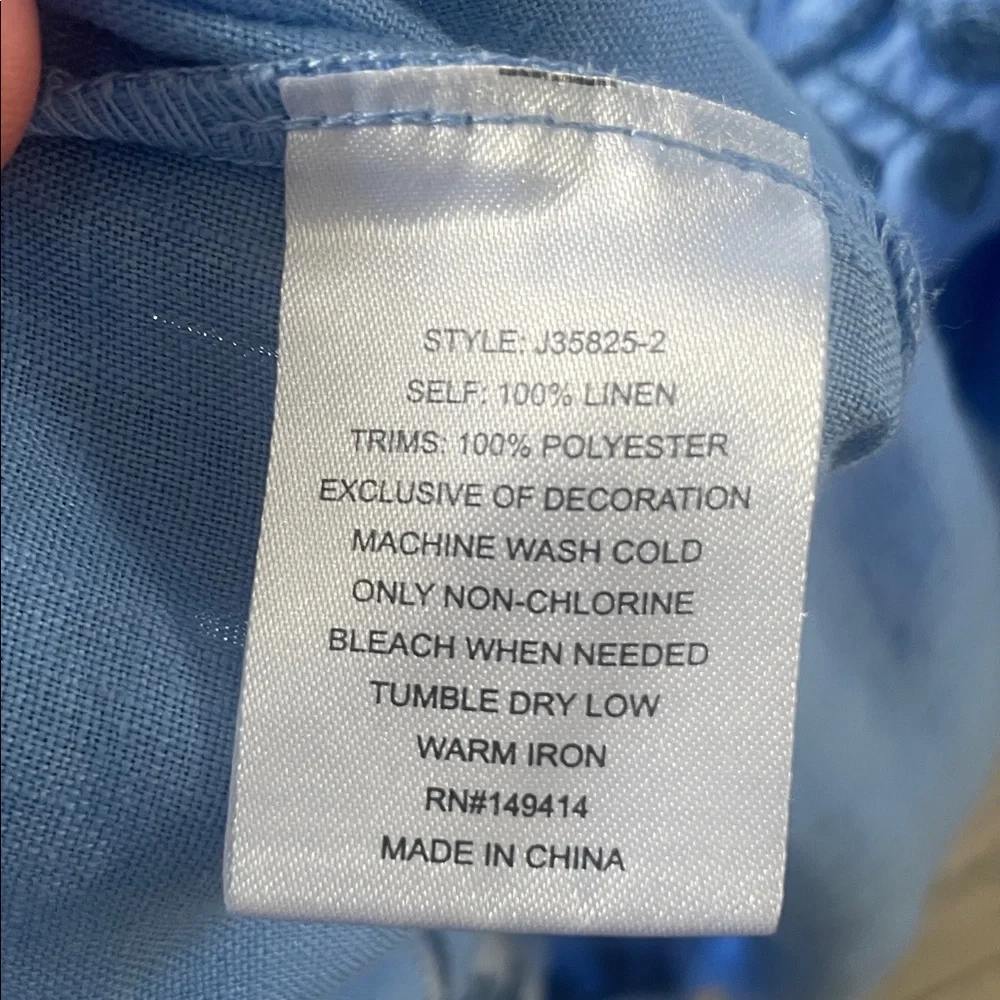 STYLE: J35825-2
SELF: 100% LINEN
TRIMS: 100% POLYESTER
EXCLUSIVE OF DECORATION
MACHINE WASH COLD
ONLY NON-CHLORINE
BLEACH WHEN NEEDED
TUMBLE DRY LOW
WARM IRON
RN#149414
MADE IN CHINA